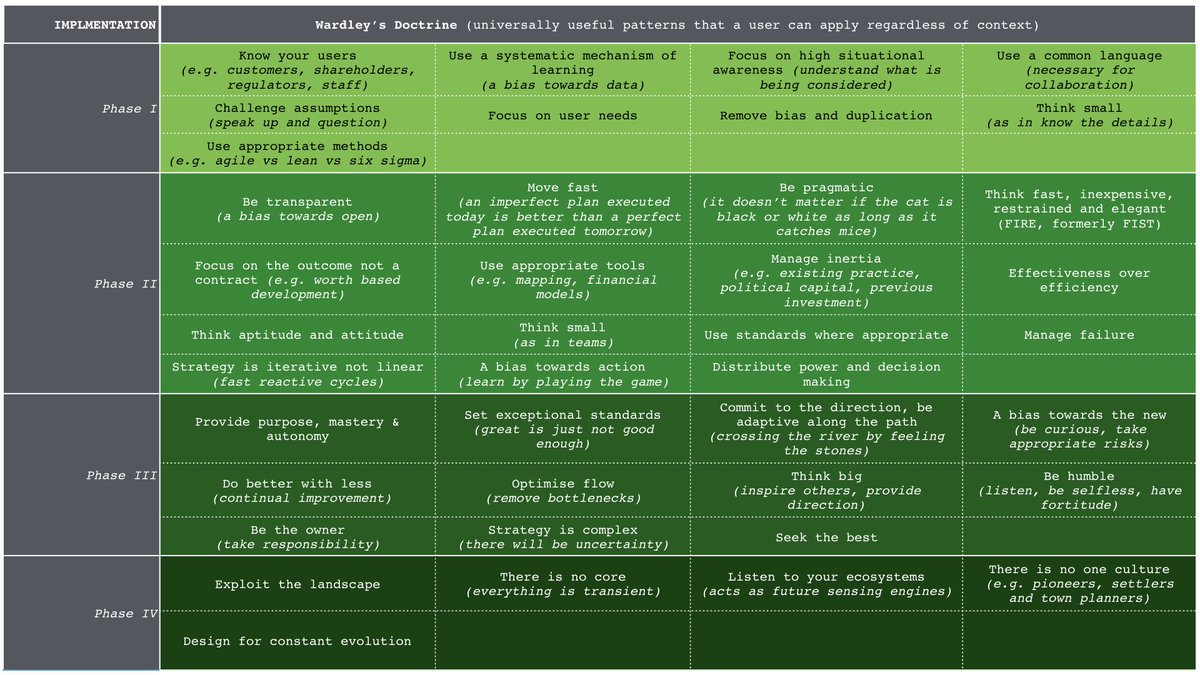 IMPLMENTATION
Wardley's Doctrine (universally useful patterns that a user can apply regardless of context)
Phase I
Know your users
(e.g. customers, shareholders,
regulators, staff)
Use a systematic mechanism of
learning
(a bias towards data)
Focus on high situational
awareness (understand what is
being considered)
Use a common language
(necessary for
collaboration)
Challenge assumptions
(speak up and question)
Focus on user needs
Remove bias and duplication
Think small
(as in know the details)
Use appropriate methods
(e.g. agile vs lean vs six sigma)
Phase II
Be transparent
(a bias towards open)
Move fast
(an imperfect plan executed
today is better than a perfect
plan executed tomorrow)
Be pragmatic
(it doesn't matter if the cat is
black or white as long as it
catches mice)
Think fast, inexpensive,
restrained and elegant
(FIRE, formerly FIST)
Focus on the outcome not a
contract (e.g. worth based
development)
Use appropriate tools
(e.g. mapping, financial
models)
Manage inertia
(e.g. existing practice,
political capital, previous
investment)
Effectiveness over
efficiency
Think aptitude and attitude
Think small
(as in teams)
Use standards where appropriate
Manage failure
Strategy is iterative not linear
(fast reactive cycles)
A bias towards action
(learn by playing the game)
Distribute power and decision
making
Phase III
Provide purpose, mastery &
autonomy
Set exceptional standards
(great is just not good
enough)
Commit to the direction, be
adaptive along the path
(crossing the river by feeling
the stones)
A bias towards the new
(be curious, take
appropriate risks)
Do better with less
(continual improvement)
Optimise flow
(remove bottlenecks)
Think big
(inspire others, provide
direction)
Be humble
(listen, be selfless, have
fortitude)
Be the owner
(take responsibility)
Strategy is complex
(there will be uncertainty)
Seek the best
Phase IV
Exploit the landscape
There is no core
(everything is transient)
Listen to your ecosystems
(acts as future sensing engines)
There is no one culture
(e.g. pioneers, settlers
and town planners)
Design for constant evolution